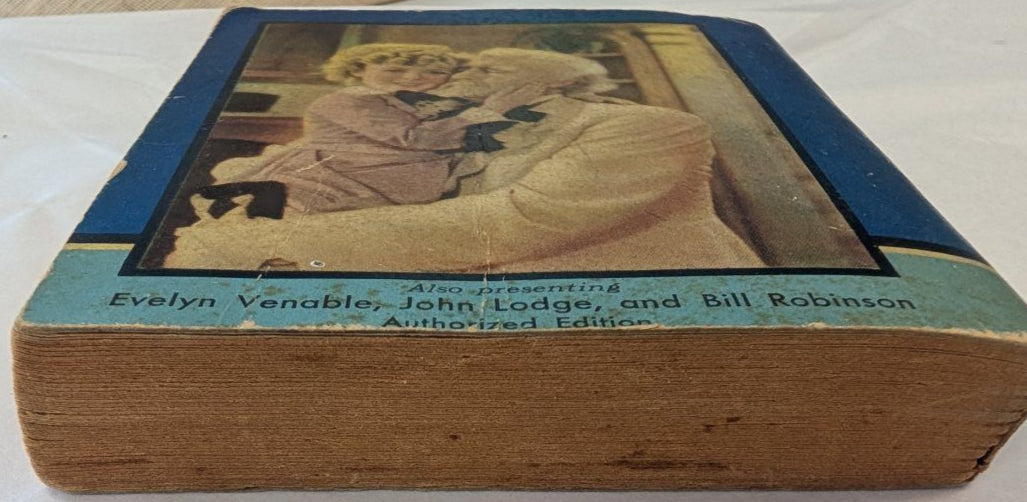 Also presenting
Evelyn Venable, John Lodge, and Bill Robinson
Authorized Edition